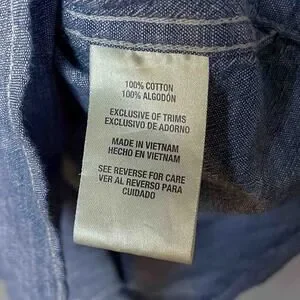 100% COTTON
100% ALGODÓN
EXCLUSIVE OF TRIMS
EXCLUSIVO DE ADORNO
MADE IN VIETNAM
HECHO EN VIETNAM
SEE REVERSE FOR CARE
VER AL REVERSO PARA
CUIDADO